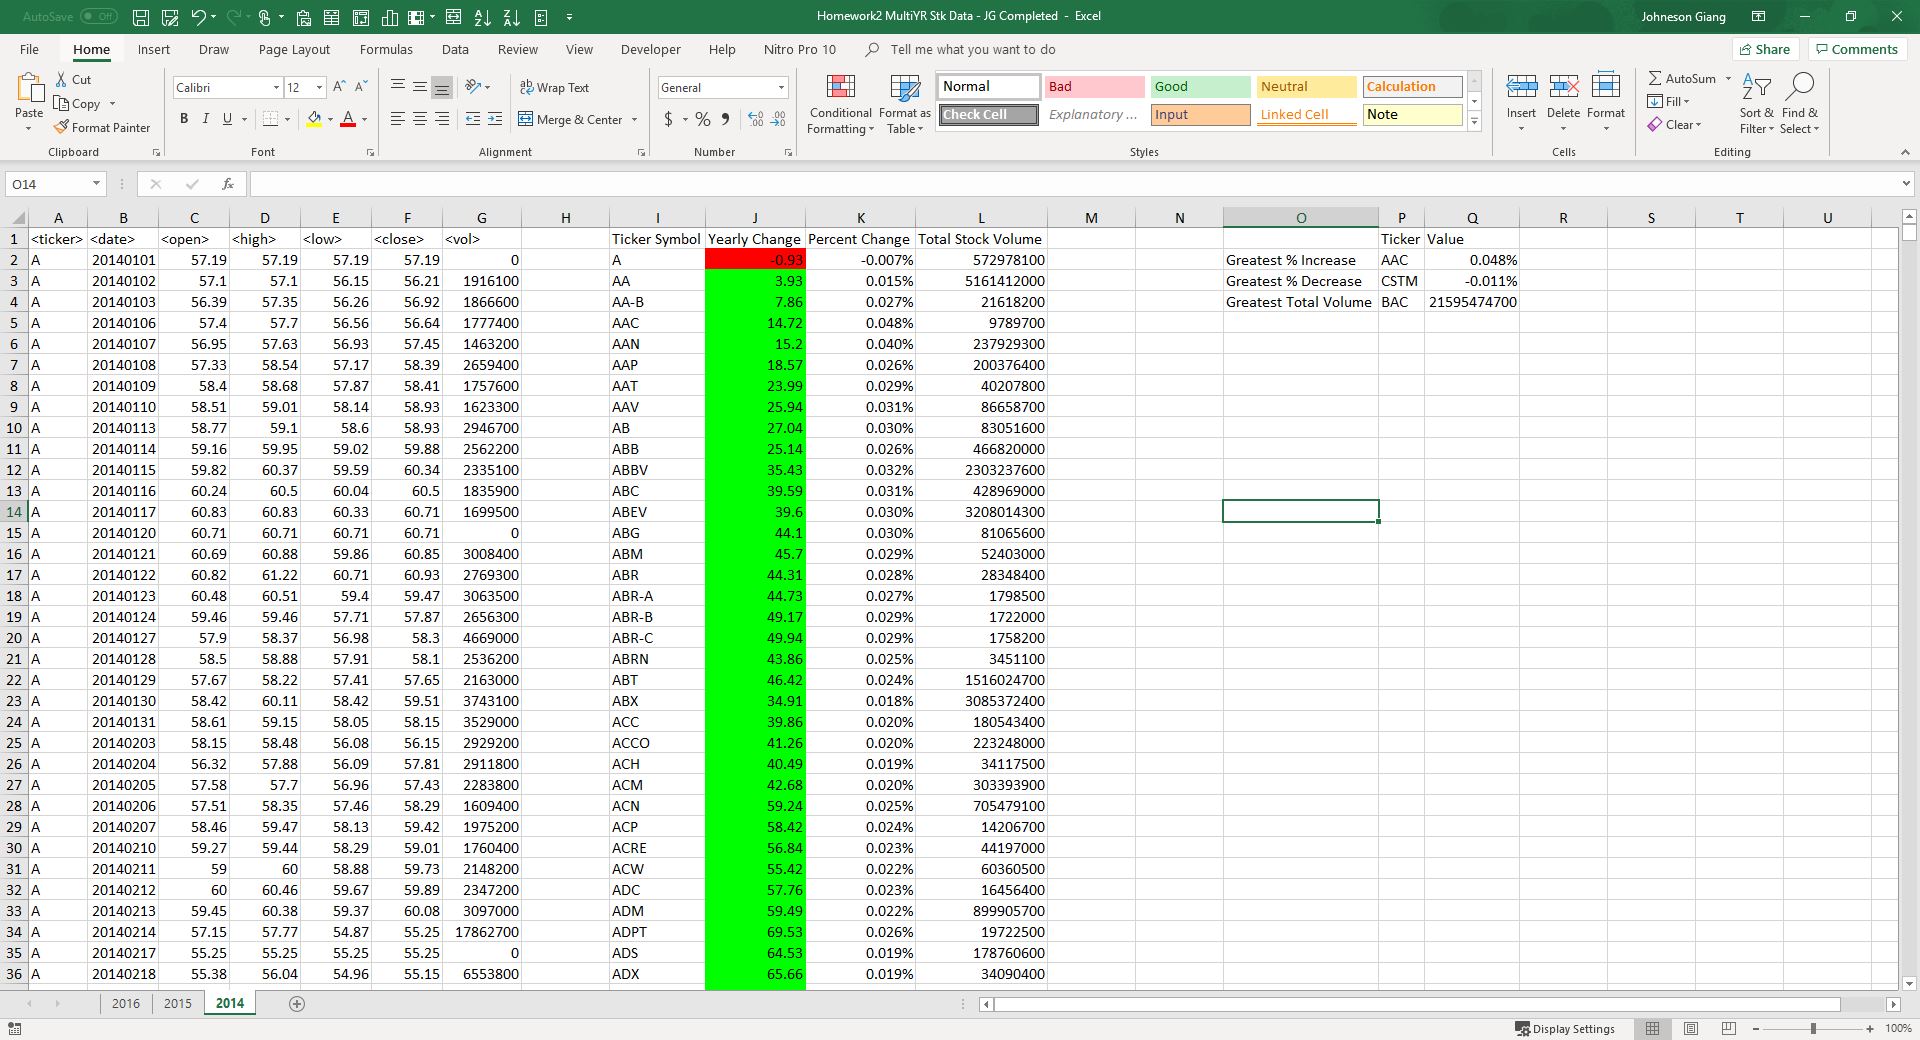 AutoSave Off
Homework2 MultiYR Stk Data - JG Completed - Excel
Johneson Giang
File Home Insert Draw Page Layout Formulas Data Review View Developer Help Nitro Pro 10 Tell me what you want to do Share Comments
Paste Cut Copy Format Painter
Calibri 12
B I U A
Wrap Text
Merge & Center
General
$ % 9
Conditional Formatting Format as Table
Normal Bad Good Neutral Calculation
Check Cell Explanatory ... Input Linked Cell Note
Insert Delete Format
AutoSum Fill Clear
Sort & Filter Find & Select
Clipboard Font Alignment Number Styles Cells Editing
O14 fx
A B C D E F G H I J K L M N O P Q R S T U
1 <ticker> <date> <open> <high> <low> <close> <vol> Ticker Symbol Yearly Change Percent Change Total Stock Volume Ticker Value
2 A 20140101 57.19 57.19 57.19 57.19 0 A -0.93 -0.007% 572978100 Greatest % Increase AAC 0.048%
3 A 20140102 57.1 57.1 56.15 56.21 1916100 AA 3.93 0.015% 5161412000 Greatest % Decrease CSTM -0.011%
4 A 20140103 56.39 57.35 56.26 56.92 1866600 AA-B 7.86 0.027% 21618200 Greatest Total Volume BAC 21595474700
5 A 20140106 57.4 57.7 56.56 56.64 1777400 AAC 14.72 0.048% 9789700
6 A 20140107 56.95 57.63 56.93 57.45 1463200 AAN 15.2 0.040% 237929300
7 A 20140108 57.33 58.54 57.17 58.39 2659400 AAP 18.57 0.026% 200376400
8 A 20140109 58.4 58.68 57.87 58.41 1757600 AAT 23.99 0.029% 40207800
9 A 20140110 58.51 59.01 58.14 58.93 1623300 AAV 25.94 0.031% 86658700
10 A 20140113 58.77 59.1 58.6 58.93 2946700 AB 27.04 0.030% 83051600
11 A 20140114 59.16 59.95 59.02 59.88 2562200 ABB 25.14 0.026% 466820000
12 A 20140115 59.82 60.37 59.59 60.34 2335100 ABBV 35.43 0.032% 2303237600
13 A 20140116 60.24 60.5 60.04 60.5 1835900 ABC 39.59 0.031% 428969000
14 A 20140117 60.83 60.83 60.33 60.71 1699500 ABEV 39.6 0.030% 3208014300
15 A 20140120 60.71 60.71 60.71 60.71 0 ABG 44.1 0.030% 81065600
16 A 20140121 60.69 60.88 59.86 60.85 3008400 ABM 45.7 0.029% 52403000
17 A 20140122 60.82 61.22 60.71 60.93 2769300 ABR 44.31 0.028% 28348400
18 A 20140123 60.48 60.51 59.4 59.47 3063500 ABR-A 44.73 0.027% 1798500
19 A 20140124 59.46 59.46 57.71 57.87 2656300 ABR-B 49.17 0.029% 1722000
20 A 20140127 57.9 58.37 56.98 58.3 4669000 ABR-C 49.94 0.029% 1758200
21 A 20140128 58.5 58.88 57.91 58.1 2536200 ABRN 43.86 0.025% 3451100
22 A 20140129 57.67 58.22 57.41 57.65 2163000 ABT 46.42 0.024% 1516024700
23 A 20140130 58.42 60.11 58.42 59.51 3743100 ABX 34.91 0.018% 3085372400
24 A 20140131 58.61 59.15 58.05 58.15 3529000 ACC 39.86 0.020% 180543400
25 A 20140203 58.15 58.48 56.08 56.15 2929200 ACCO 41.26 0.020% 223248000
26 A 20140204 56.32 57.88 56.09 57.81 2911800 ACH 40.49 0.019% 34117500
27 A 20140205 57.58 57.7 56.96 57.43 2283800 ACM 42.68 0.020% 303393900
28 A 20140206 57.51 58.35 57.46 58.29 1609400 ACN 59.24 0.025% 705479100
29 A 20140207 58.46 59.47 58.13 59.42 1975200 ACP 58.42 0.024% 14206700
30 A 20140210 59.27 59.44 58.29 59.01 1760400 ACRE 56.84 0.023% 44197000
31 A 20140211 59 60 58.88 59.73 2148200 ACW 55.42 0.022% 60360500
32 A 20140212 60 60.46 59.67 59.89 2347200 ADC 57.76 0.023% 16456400
33 A 20140213 59.45 60.38 59.37 60.08 3097000 ADM 59.49 0.022% 899905700
34 A 20140214 57.15 57.77 54.87 55.25 17862700 ADPT 69.53 0.026% 19722500
35 A 20140217 55.25 55.25 55.25 55.25 0 ADS 64.53 0.019% 178760600
36 A 20140218 55.38 56.04 54.96 55.15 6553800 ADX 65.66 0.019% 34090400
2016 2015 2014
Display Settings 100%